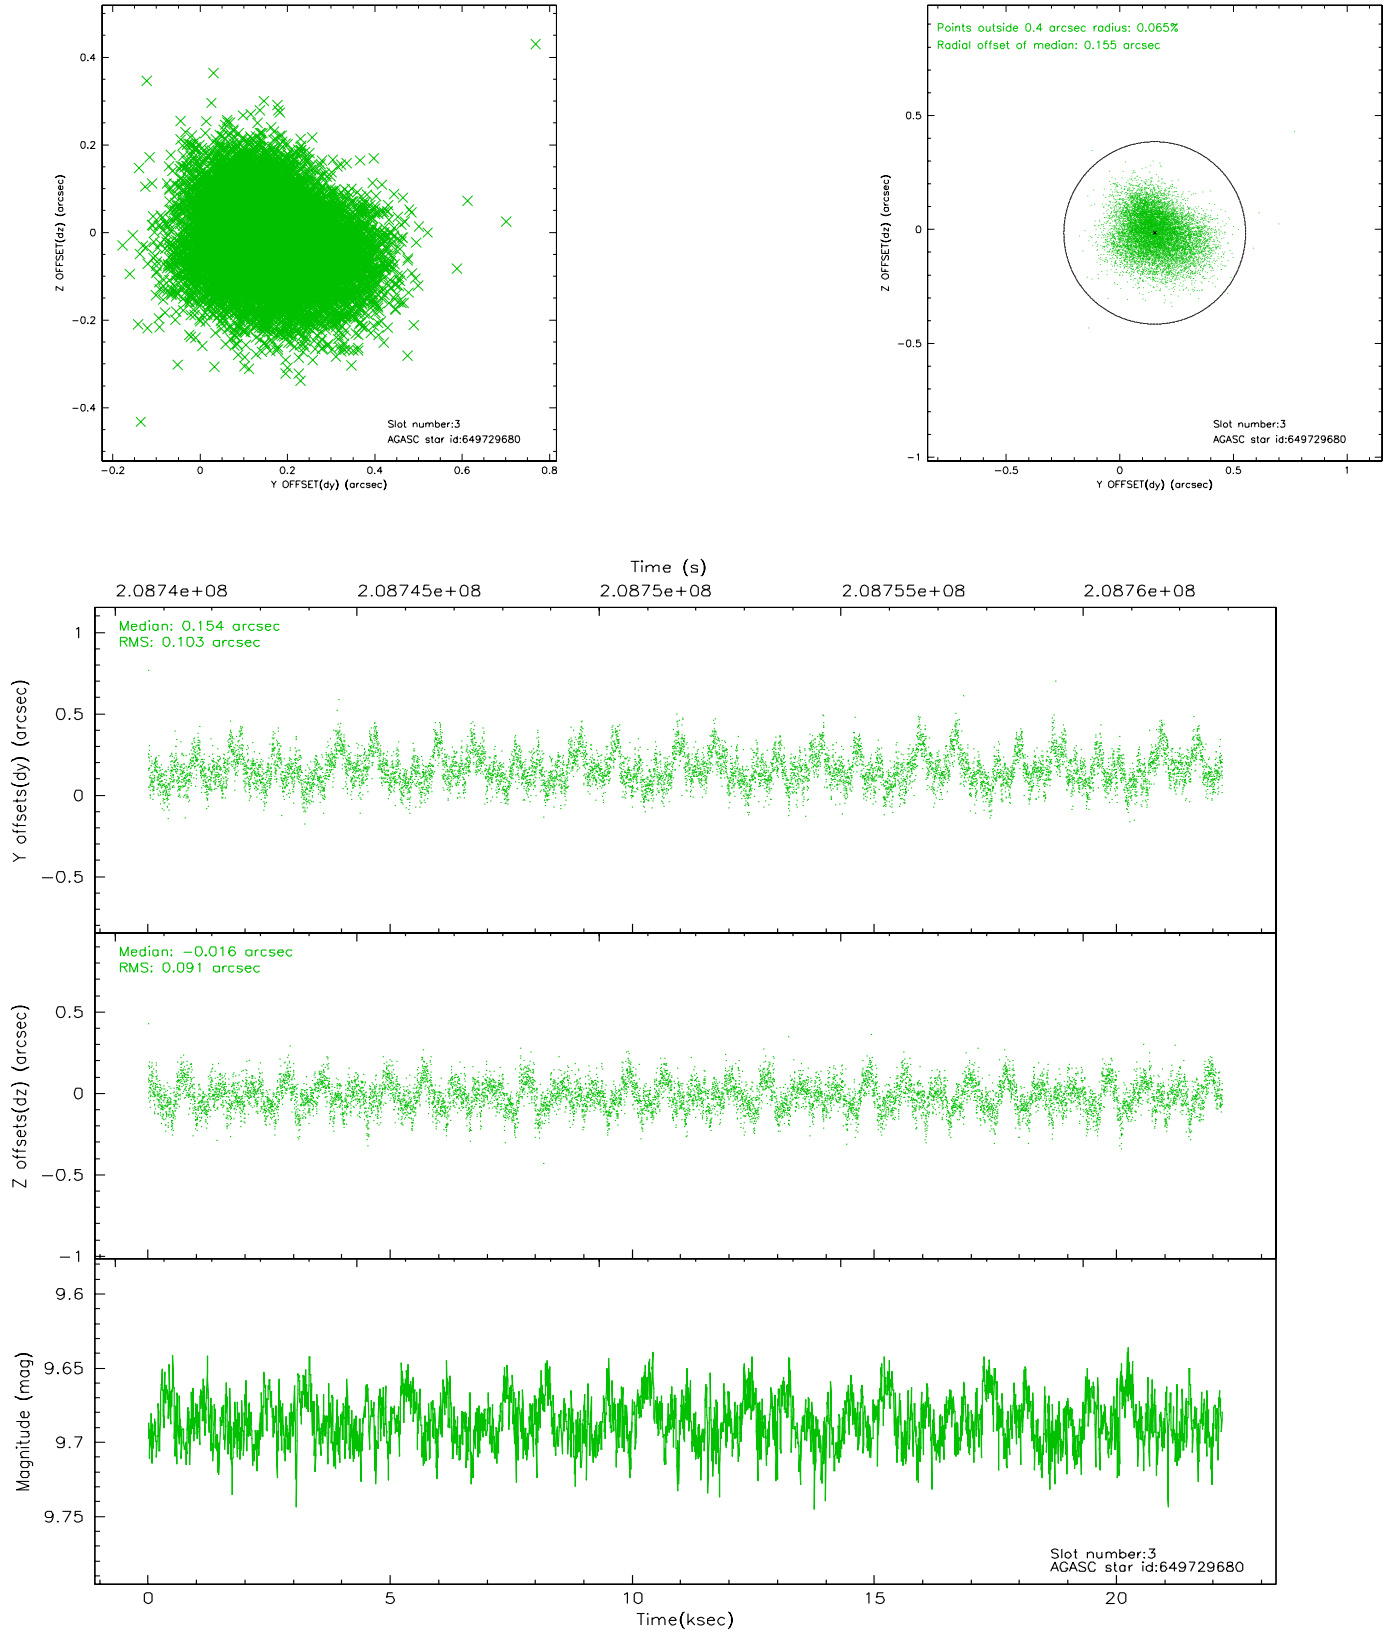 0.4
0.2
0
−0.2
−0.4
Z OFFSET(dz) (arcsec)
−0.2 0 0.2 0.4 0.6 0.8
Y OFFSET(dy) (arcsec)
Slot number:3
AGASC star id:649729680
Points outside 0.4 arcsec radius: 0.065%
Radial offset of median: 0.155 arcsec
0.5
0
−0.5
−1
Z OFFSET(dz) (arcsec)
−0.5 0 0.5 1
Y OFFSET(dy) (arcsec)
Slot number:3
AGASC star id:649729680
Time (s)
2.0874e+08 2.08745e+08 2.0875e+08 2.08755e+08 2.0876e+08
Median: 0.154 arcsec
RMS: 0.103 arcsec
1
0.5
0
−0.5
Y offsets(dy) (arcsec)
Median: −0.016 arcsec
RMS: 0.091 arcsec
0.5
0
−0.5
−1
Z offsets(dz) (arcsec)
9.6
9.65
9.7
9.75
Magnitude (mag)
Slot number:3
AGASC star id:649729680
0 5 10 15 20
Time(ksec)